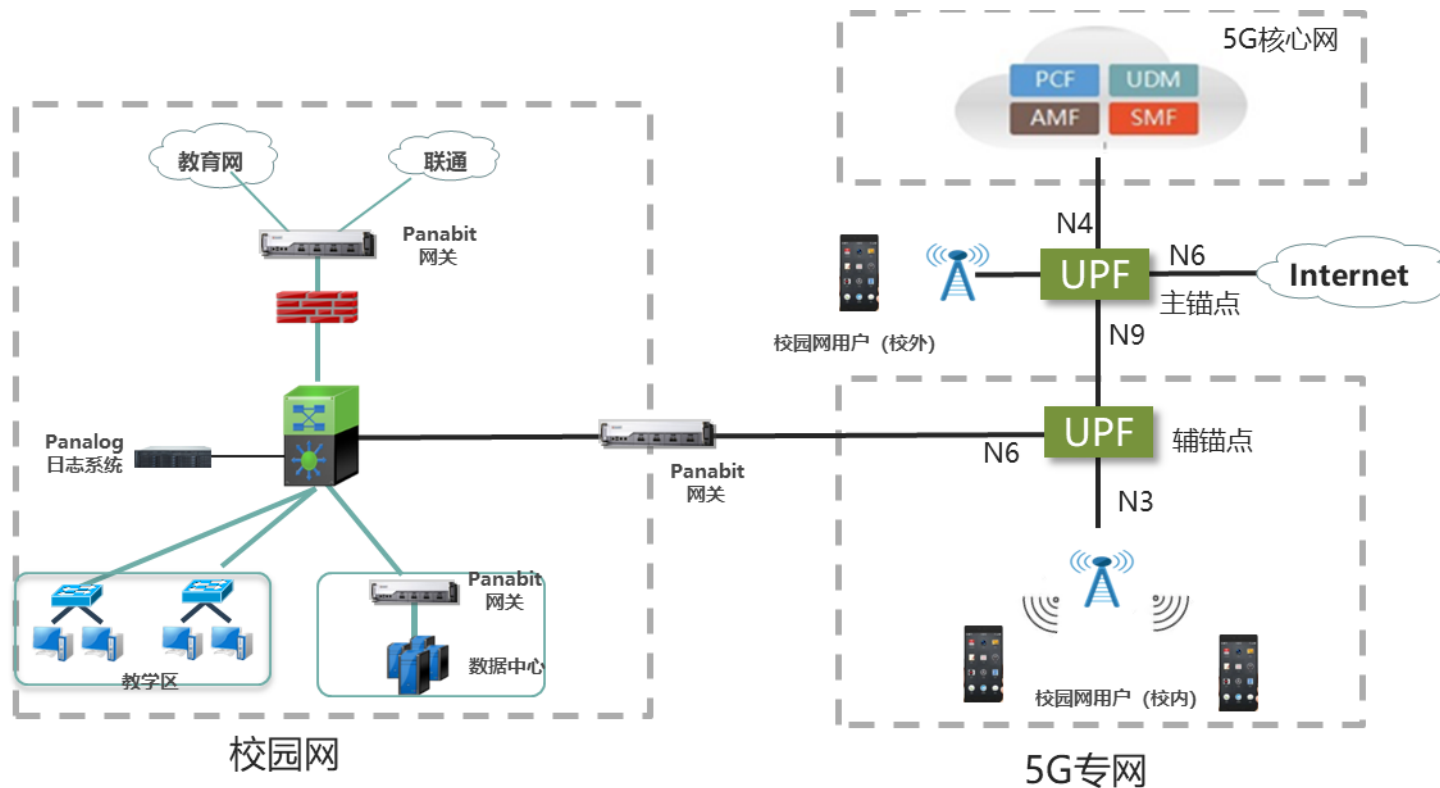 5G核心网
PCF
UDM
AMF
SMF
教育网
联通
Panabit
网关
N4
UPF
N6
Internet
主锚点
校园网用户（校外）
N9
Panalog
日志系统
Panabit
网关
N6
UPF
辅锚点
N3
Panabit
网关
数据中心
教学区
校园网用户（校内）
校园网
5G专网